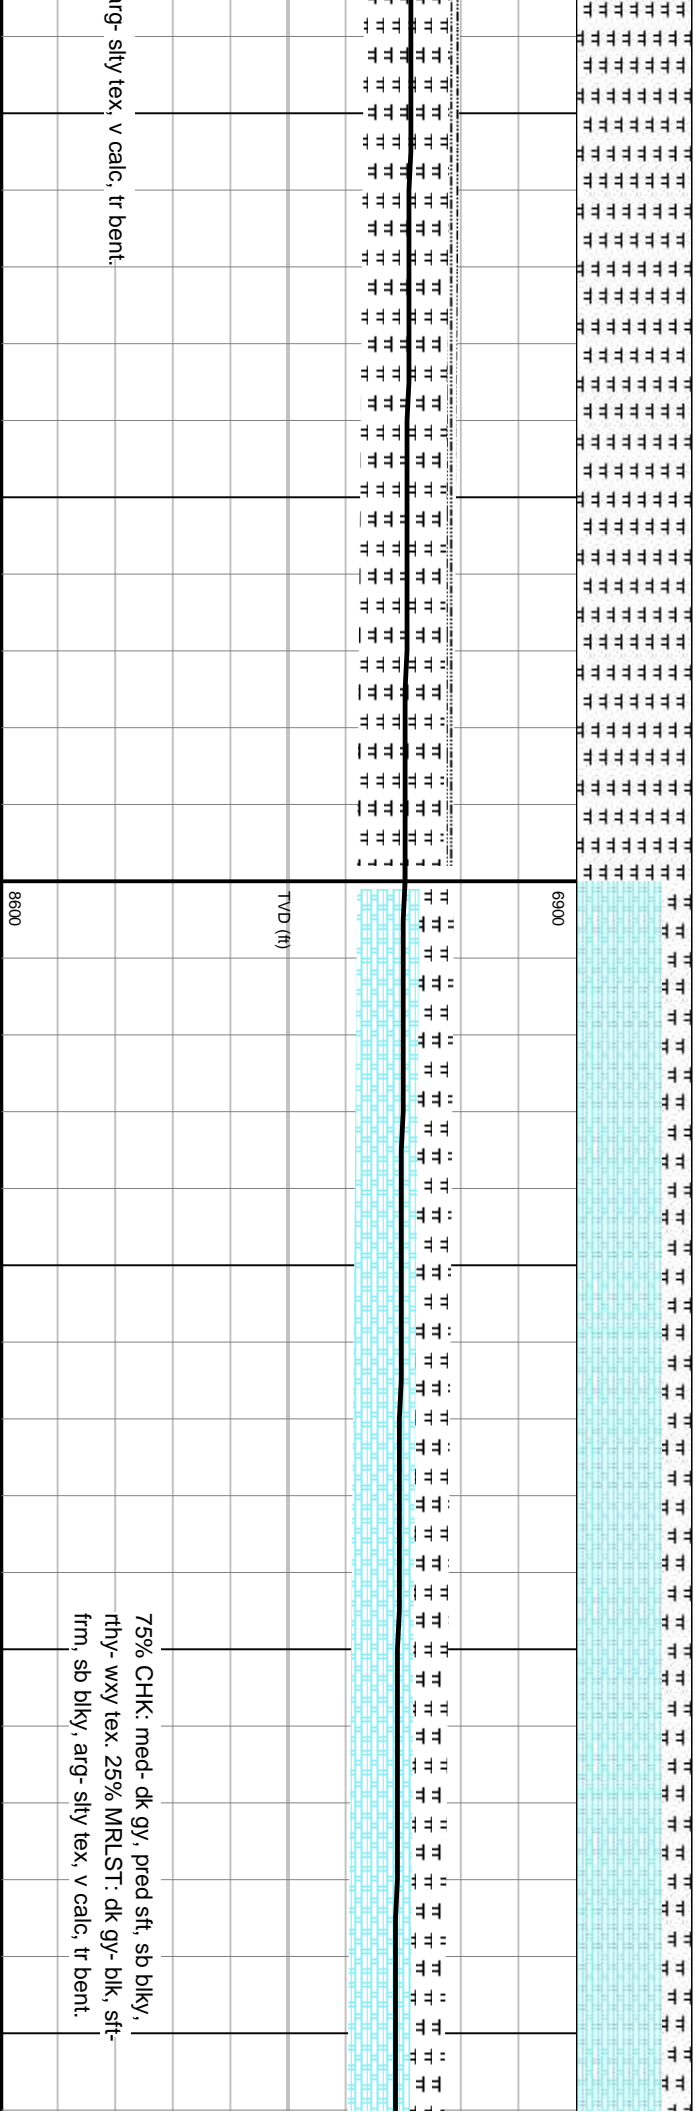 arg- slty tex, v calc, tr bent.
6900
TVD (ft)
8600
75% CHK: med- dk gy, pred sft, sb blky,
rthy- wxy tex. 25% MRLST: dk gy- blk, sft-
frm, sb blky, arg- slty tex, v calc, tr bent.